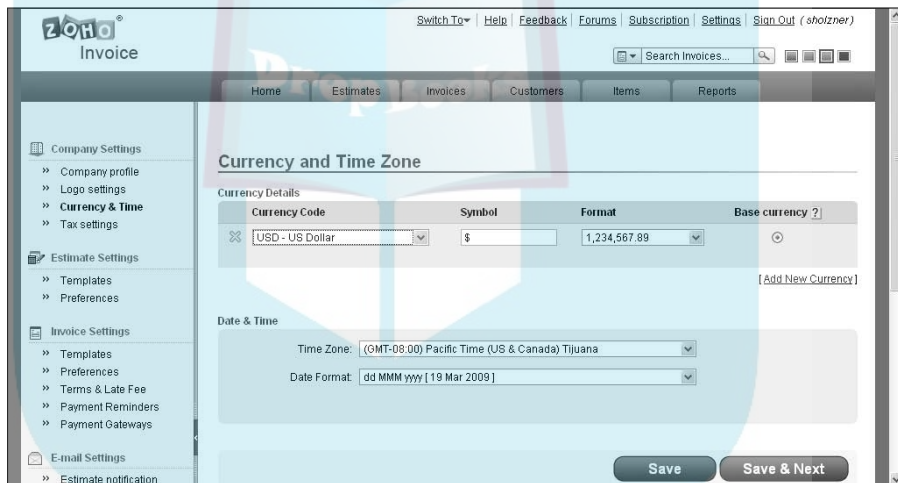 ZOHO®
Invoice
Switch To | Help | Feedback | Forums | Subscription | Settings | Sign Out ( sholzner )
Search Invoices...
DropBooks
Home Estimates Invoices Customers Items Reports
Company Settings
» Company profile
» Logo settings
» Currency & Time
» Tax settings
Estimate Settings
» Templates
» Preferences
Invoice Settings
» Templates
» Preferences
» Terms & Late Fee
» Payment Reminders
» Payment Gateways
E-mail Settings
» Estimate notification
Currency and Time Zone
Currency Details
Currency Code Symbol Format Base currency ?
USD - US Dollar $ 1,234,567.89
[ Add New Currency ]
Date & Time
Time Zone: (GMT-08:00) Pacific Time (US & Canada) Tijuana
Date Format: dd MMM yyyy [ 19 Mar 2009 ]
Save Save & Next